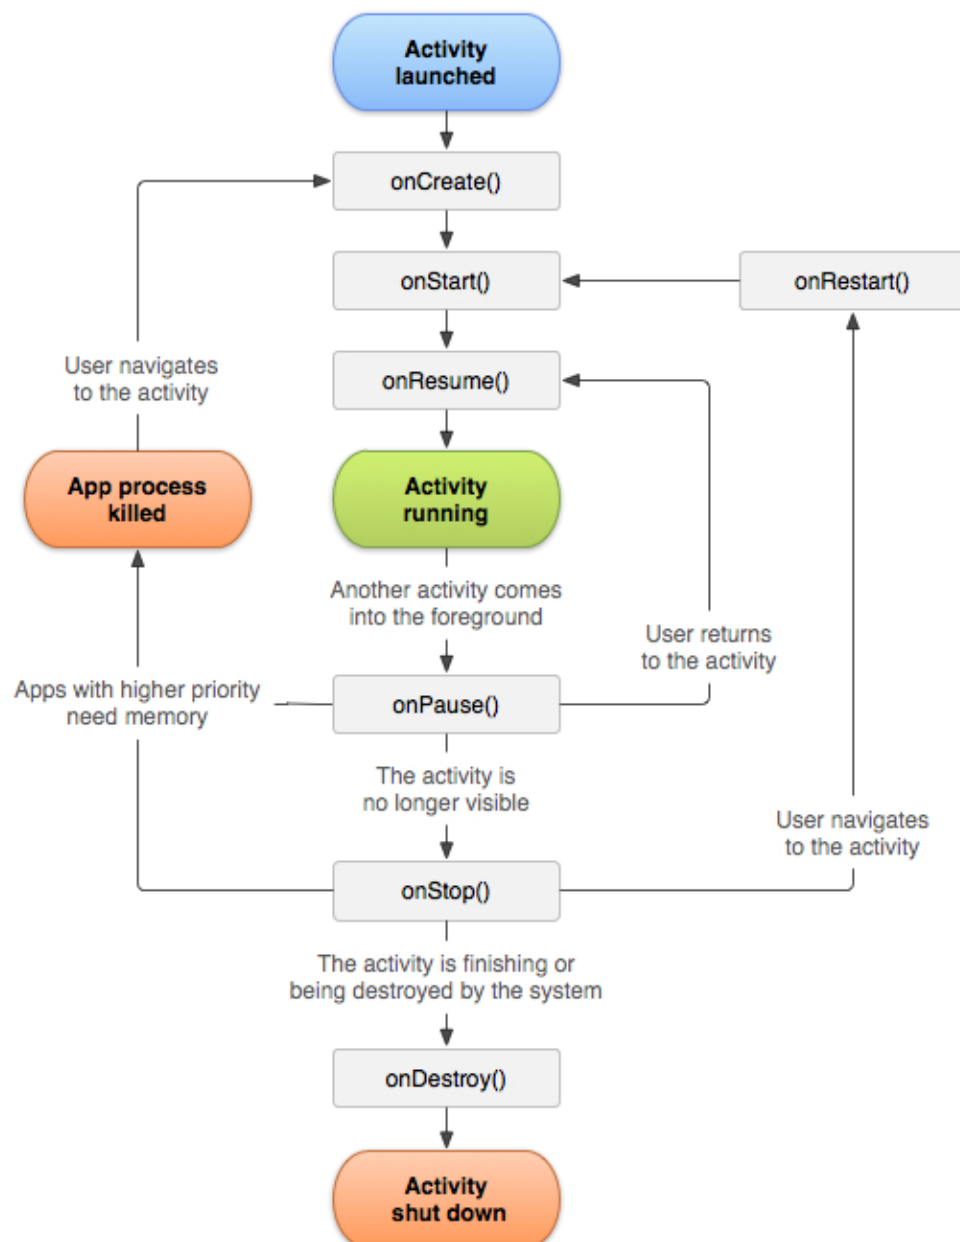 Activity
launched
onCreate()
onStart()
onRestart()
User navigates
to the activity
onResume()
App process
killed
Activity
running
Another activity comes
into the foreground
User returns
to the activity
Apps with higher priority
need memory
onPause()
The activity is
no longer visible
User navigates
to the activity
onStop()
The activity is finishing or
being destroyed by the system
onDestroy()
Activity
shut down